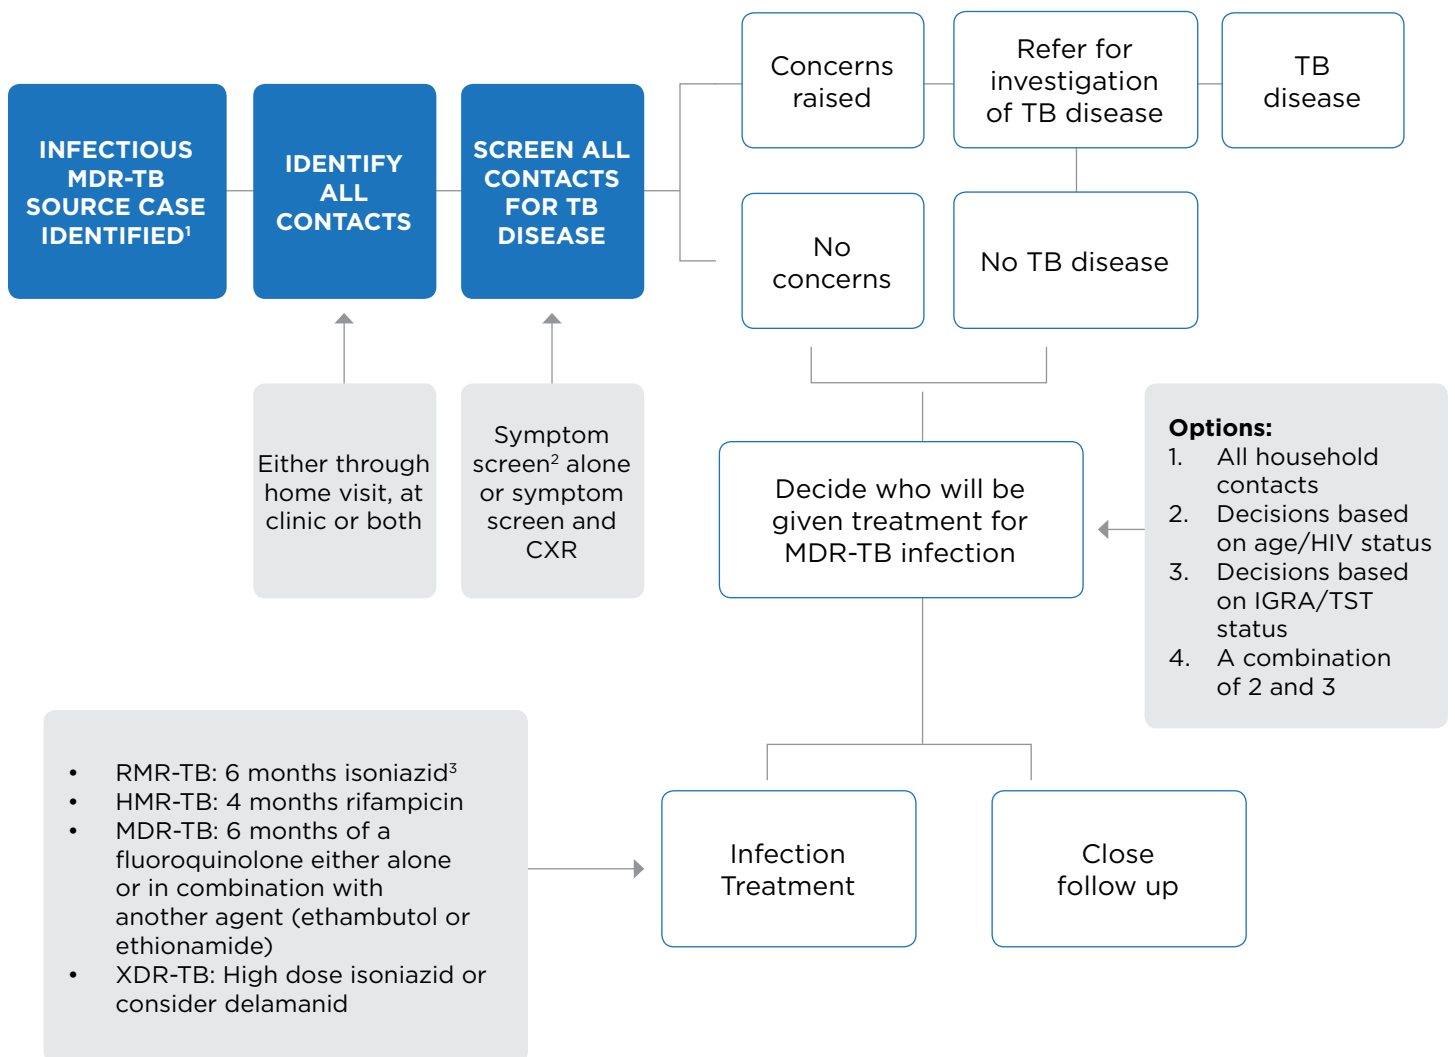 INFECTIOUS
MDR-TB
SOURCE CASE
IDENTIFIED¹
IDENTIFY
ALL
CONTACTS
SCREEN ALL
CONTACTS
FOR TB
DISEASE
Concerns
raised
Refer for
investigation
of TB disease
TB
disease
No
concerns
No TB disease
Either through
home visit, at
clinic or both
Symptom
screen² alone
or symptom
screen and
CXR
Decide who will be
given treatment for
MDR-TB infection
Options:
1. All household
contacts
2. Decisions based
on age/HIV status
3. Decisions based
on IGRA/TST
status
4. A combination
of 2 and 3
• RMR-TB: 6 months isoniazid³
• HMR-TB: 4 months rifampicin
• MDR-TB: 6 months of a
fluoroquinolone either alone
or in combination with
another agent (ethambutol or
ethionamide)
• XDR-TB: High dose isoniazid or
consider delamanid
Infection
Treatment
Close
follow up